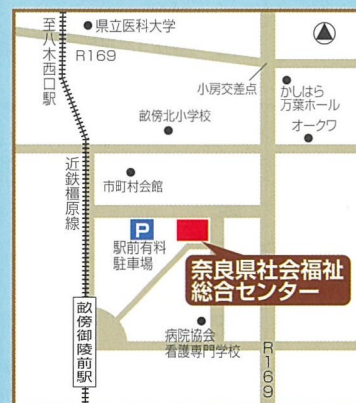 至八木西口駅
県立医科大学
R169
小房交差点
かしはら
万葉ホール
畝傍北小学校
オークワ
近鉄橿原線
市町村会館
P
駅前有料
駐車場
奈良県社会福祉
総合センター
畝傍御陵前駅
病院協会
看護専門学校
R169